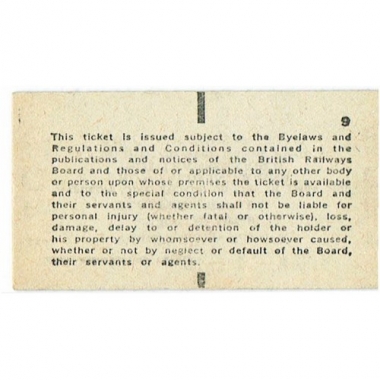 9
This ticket is issued subject to the Byelaws and
Regulations and Conditions contained in the
publications and notices of the British Railways
Board and those of or applicable to any other body
or person upon whose premises the ticket is available
and to the special condition that the Board and
their servants and agents shall not be liable for
personal injury (whether fatal or otherwise), loss,
damage, delay to or detention of the holder or
his property by whomsoever or howsoever caused,
whether or not by neglect or default of the Board,
their servants or agents.